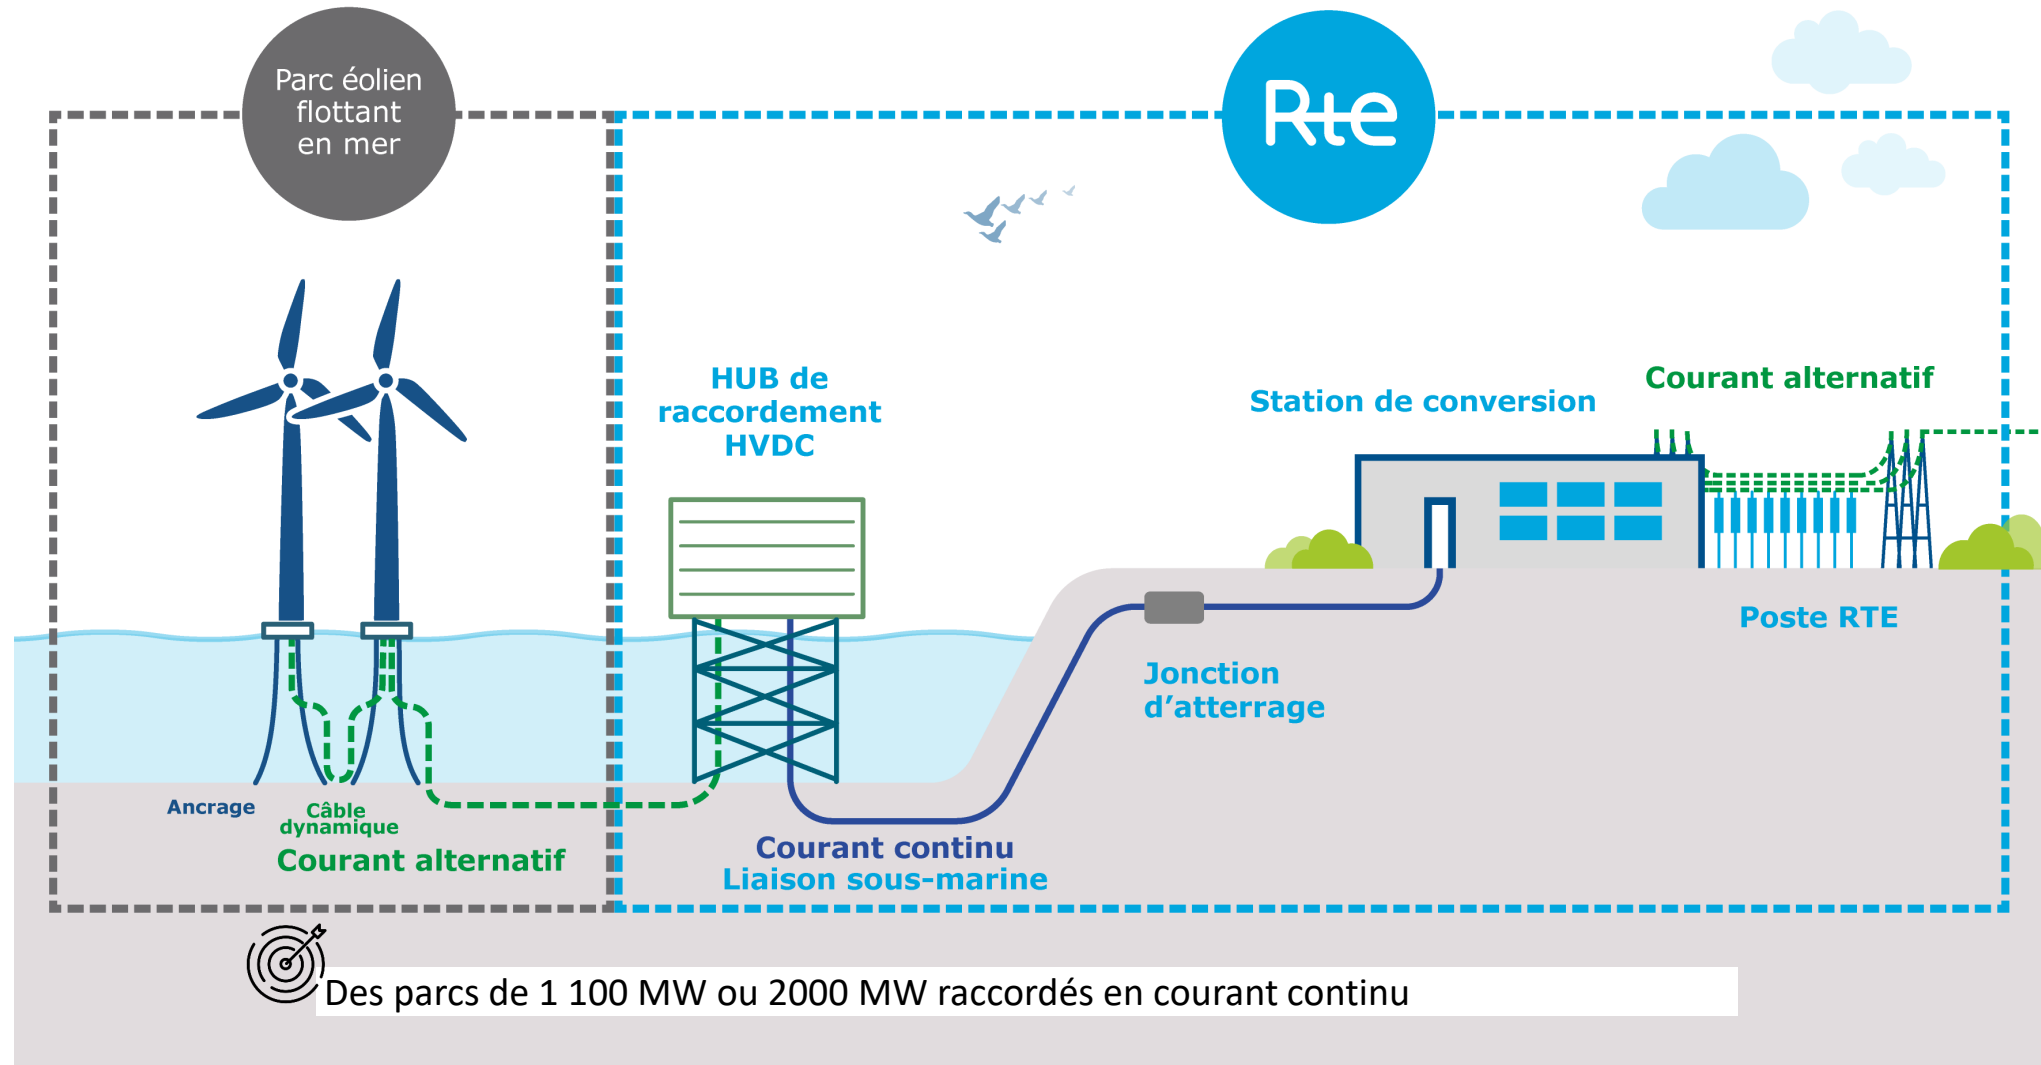 Parc éolien
flottant
en mer
Rte
HUB de
raccordement
HVDC
Station de conversion
Courant alternatif
Poste RTE
Jonction
d’atterrage
Ancrage
Câble
dynamique
Courant alternatif
Courant continu
Liaison sous-marine
Des parcs de 1 100 MW ou 2000 MW raccordés en courant continu